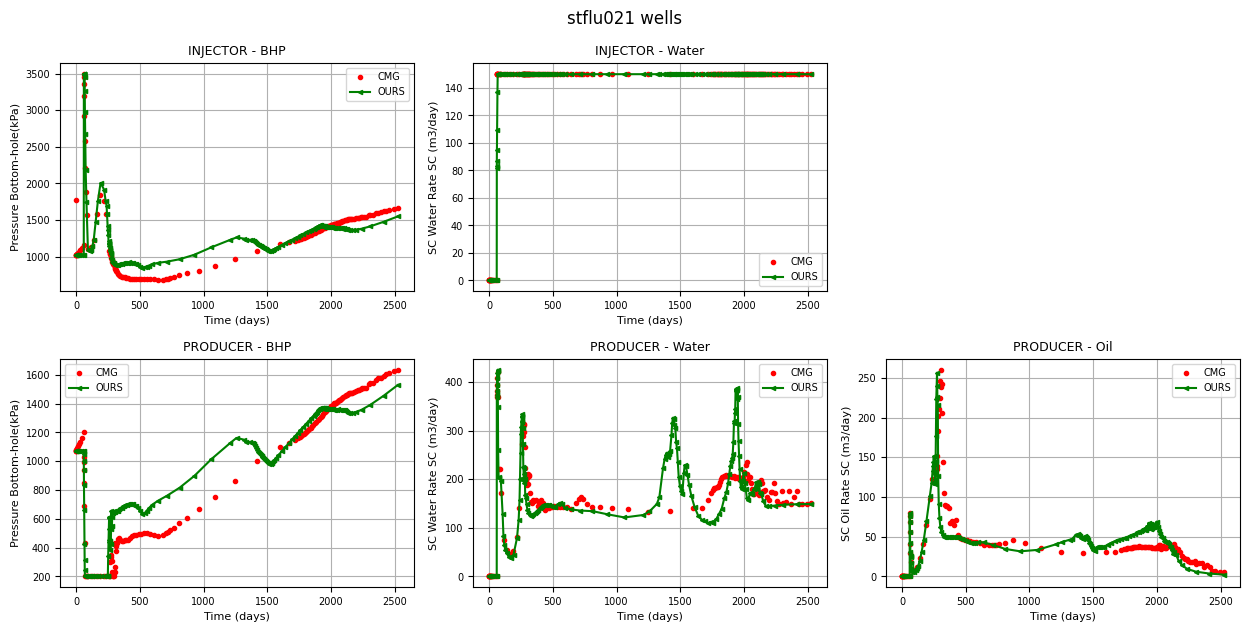 stflu021 wells
INJECTOR - BHP
Pressure Bottom-hole(kPa)
3500
3000
2500
2000
1500
1000
0
500
1000
1500
2000
2500
Time (days)
CMG
OURS
INJECTOR - Water
SC Water Rate SC (m3/day)
140
120
100
80
60
40
20
0
0
500
1000
1500
2000
2500
Time (days)
CMG
OURS
PRODUCER - BHP
Pressure Bottom-hole(kPa)
1600
1400
1200
1000
800
600
400
200
0
500
1000
1500
2000
2500
Time (days)
CMG
OURS
PRODUCER - Water
SC Water Rate SC (m3/day)
400
300
200
100
0
0
500
1000
1500
2000
2500
Time (days)
CMG
OURS
PRODUCER - Oil
SC Oil Rate SC (m3/day)
250
200
150
100
50
0
0
500
1000
1500
2000
2500
Time (days)
CMG
OURS